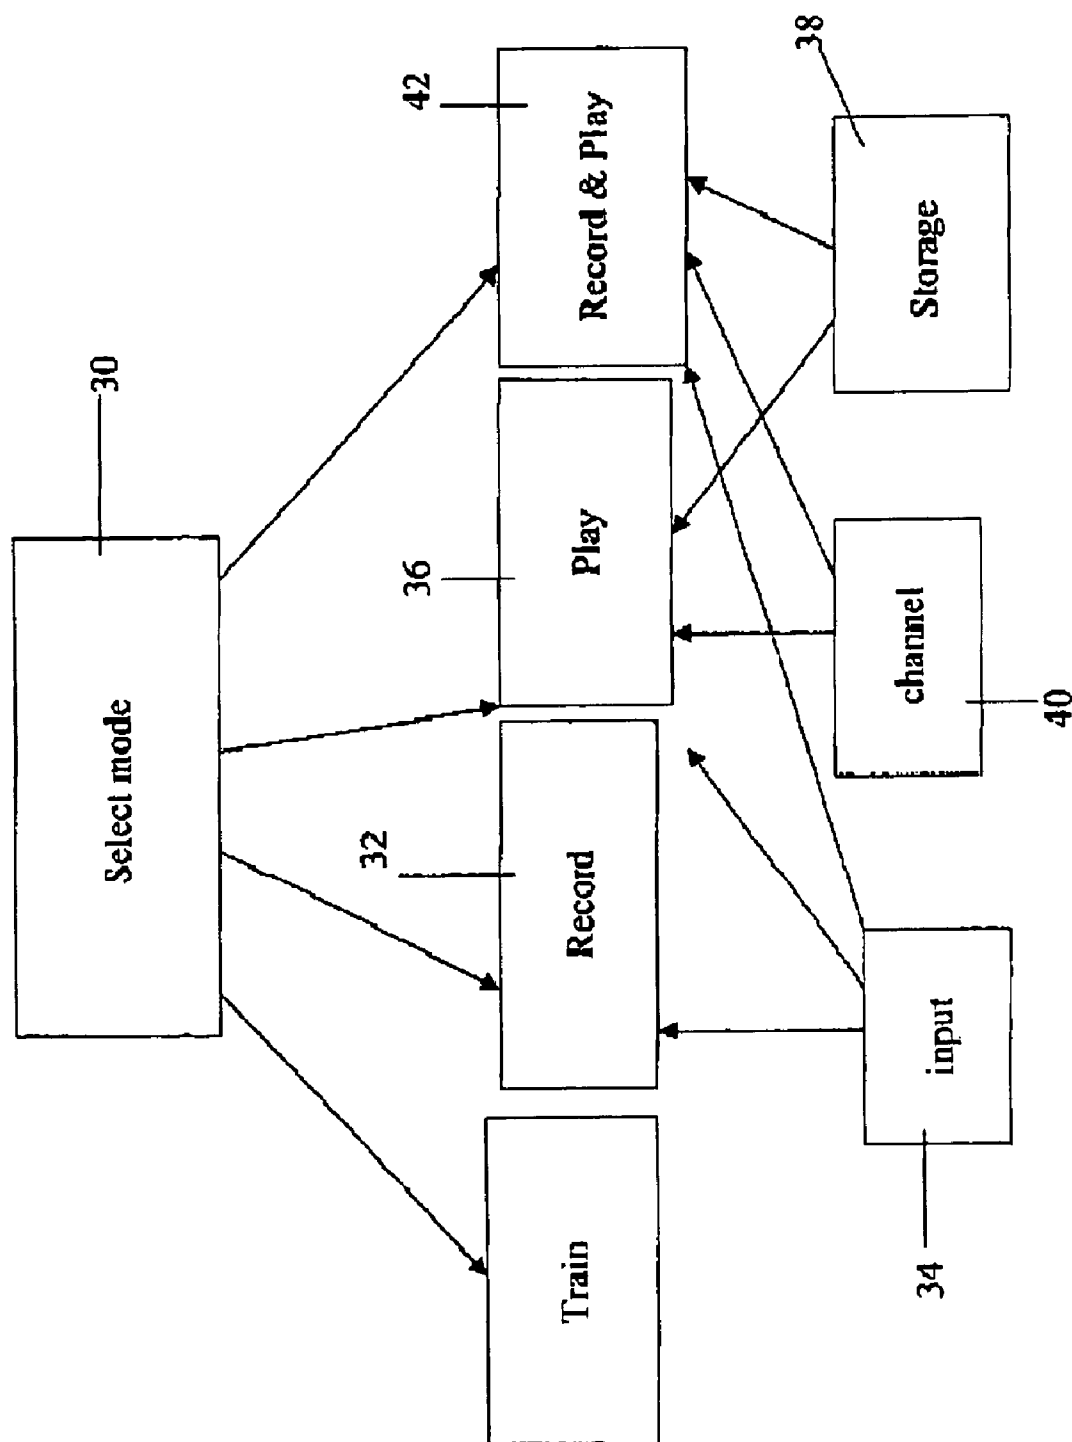 Select mode
30
Train
Record
32
Play
36
Record & Play
42
input
34
channel
40
Storage
38